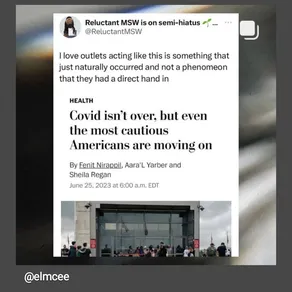 Reluctant MSW is on semi-hiatus 🌱...
@ReluctantMSW
I love outlets acting like this is something that
just naturally occurred and not a phenomeon
that they had a direct hand in
HEALTH
Covid isn't over, but even
the most cautious
Americans are moving on
By Fenit Nirappil, Aara'L Yarber and
Sheila Regan
June 25, 2023 at 6:00 a.m. EDT
@elmcee